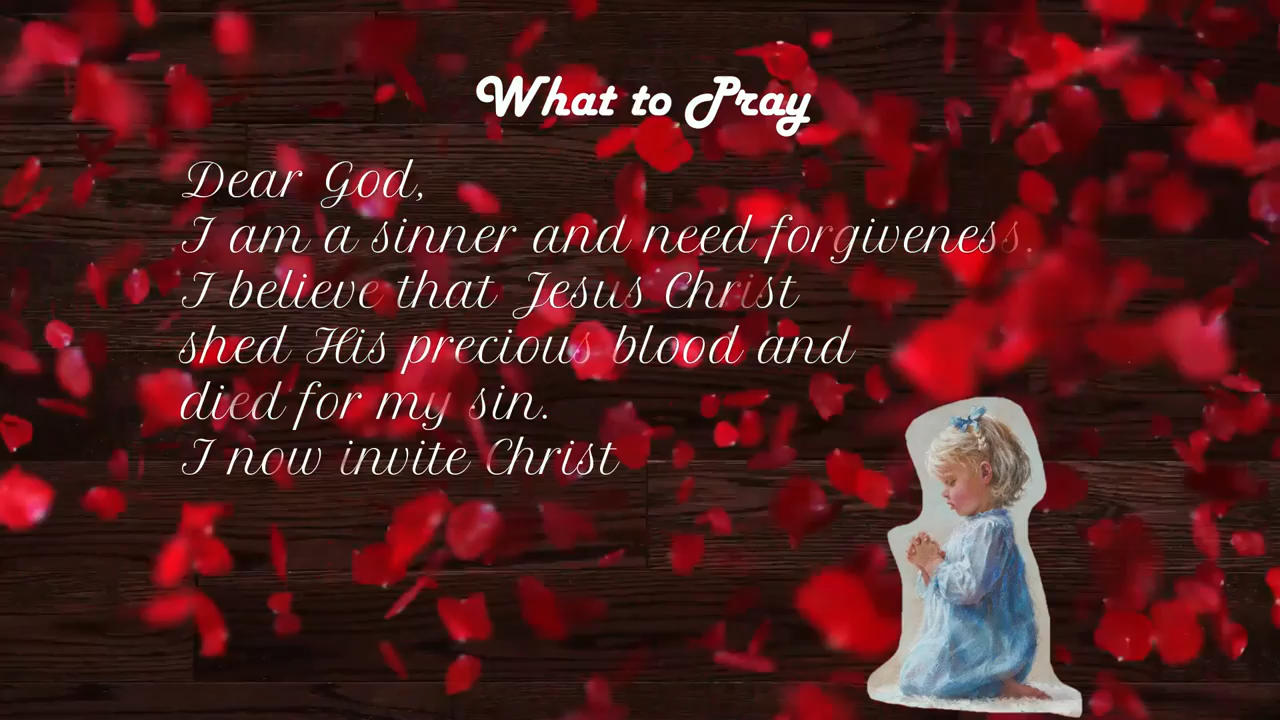 What to Pray
Dear God,
I am a sinner and need forgiveness.
I believe that Jesus Christ
shed His precious blood and
died for my sin.
I now invite Christ